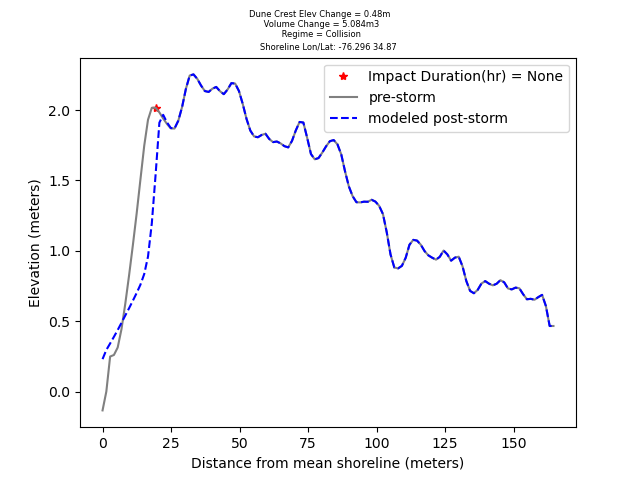 Dune Crest Elev Change = 0.48m
Volume Change = 5.084m3
Regime = Collision
Shoreline Lon/Lat: -76.296 34.87
Impact Duration(hr) = None
pre-storm
modeled post-storm
2.0
1.5
1.0
0.5
0.0
Elevation (meters)
0 25 50 75 100 125 150
Distance from mean shoreline (meters)